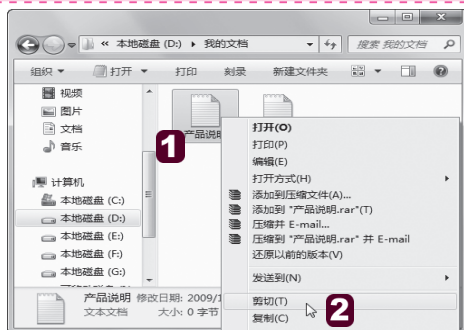 « 本地磁盘 (D:) ▸ 我的文档
搜索 我的文档
组织 ▼ 打开 ▼ 打印 刻录 新建文件夹
视频
图片
文档
音乐
计算机
本地磁盘 (C:)
本地磁盘 (D:)
本地磁盘 (E:)
本地磁盘 (F:)
本地磁盘 (G:)
1
产品说明
打开(O)
打印(P)
编辑(E)
打开方式(H)
添加到压缩文件(A)...
添加到 "产品说明.rar"(T)
压缩并 E-mail...
压缩到 "产品说明.rar" 并 E-mail
还原以前的版本(V)
发送到(N)
剪切(T)
2
复制(C)
产品说明 修改日期: 2009/1
文本文档 大小: 0 字节